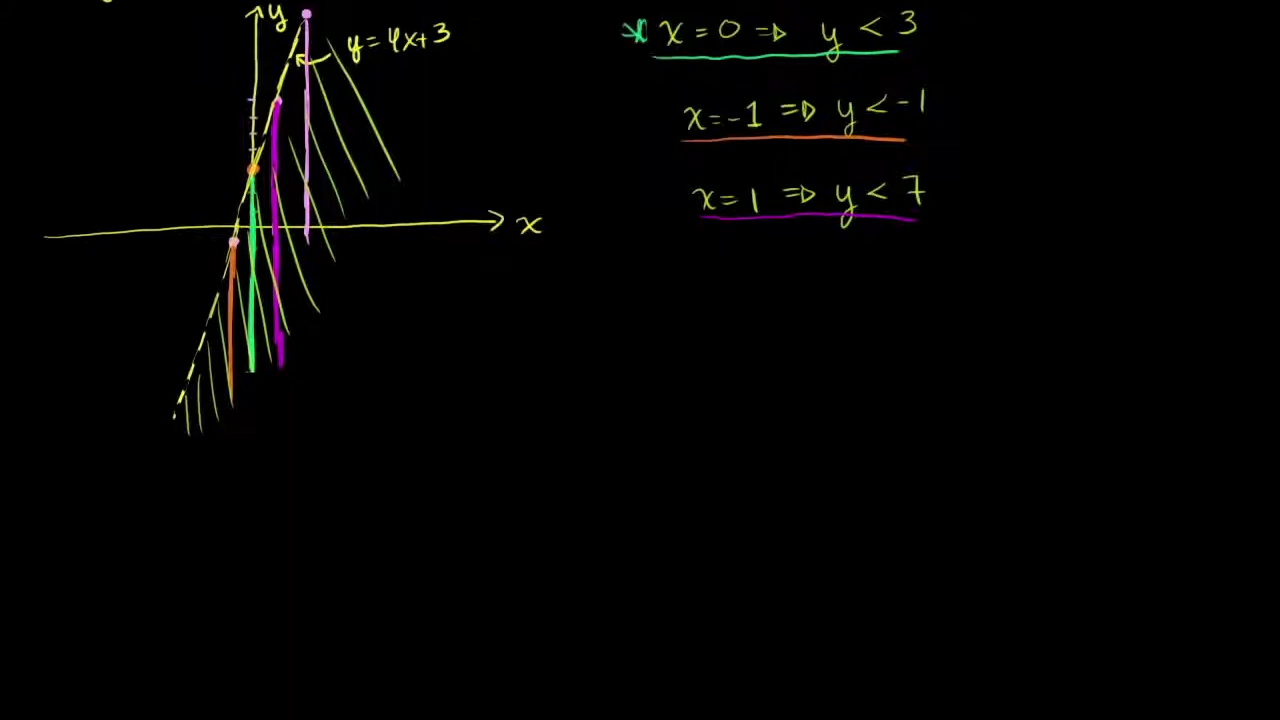 y
y = 4x+3
x
x = 0 ⇒ y < 3
x = -1 ⇒ y < -1
x = 1 ⇒ y < 7